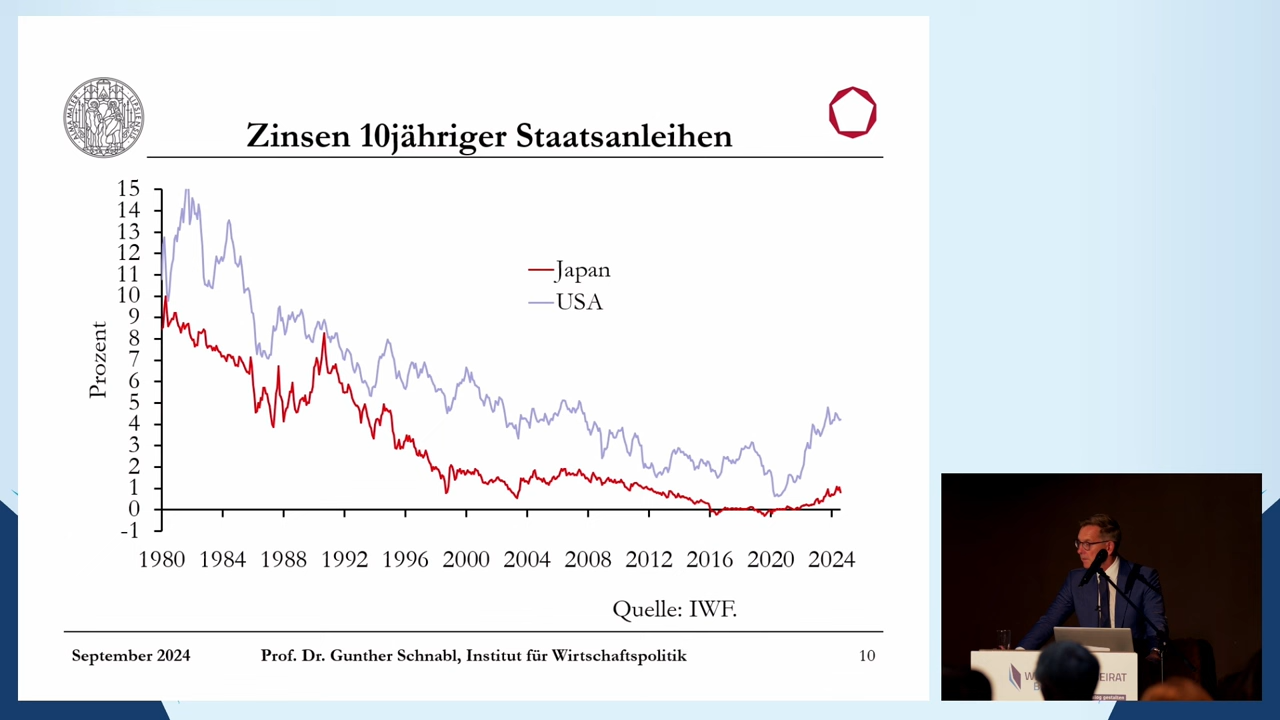 Zinsen 10jähriger Staatsanleihen
15
14
13
12
11
10
9
8
7
6
5
4
3
2
1
0
-1
Prozent
Japan
USA
1980 1984 1988 1992 1996 2000 2004 2008 2012 2016 2020 2024
Quelle: IWF.
September 2024 Prof. Dr. Gunther Schnabl, Institut für Wirtschaftspolitik 10
EIRAT
gestalten